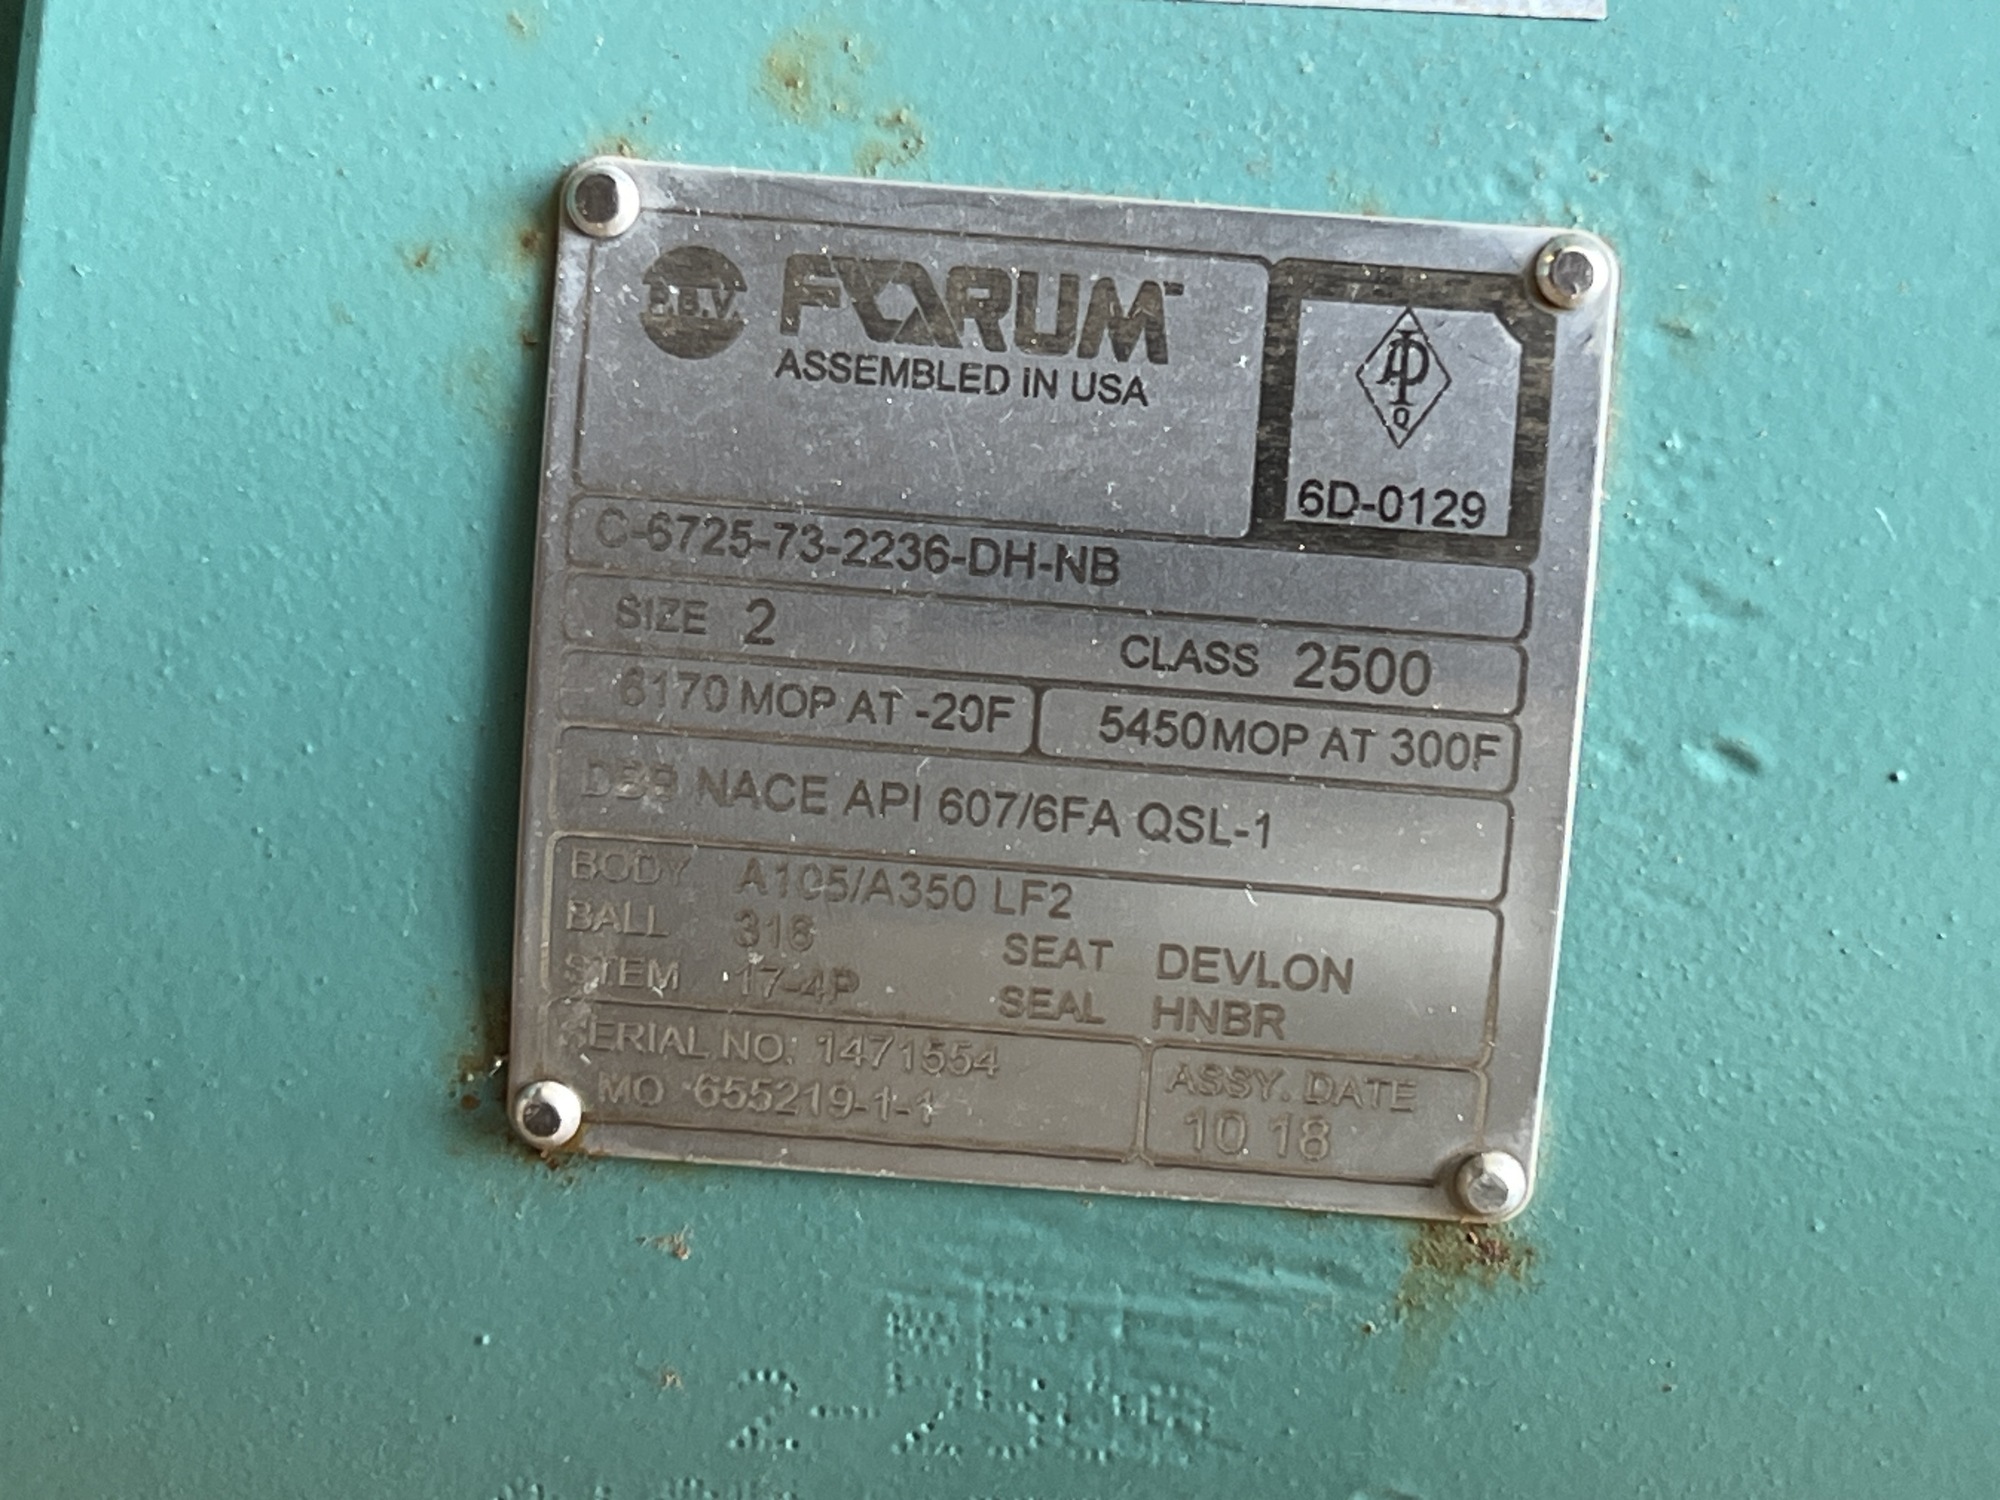 P.B.V. FORUM
ASSEMBLED IN USA
API
Q
6D-0129
C-6725-73-2236-DH-NB
SIZE 2 CLASS 2500
6170 MOP AT -20F 5450 MOP AT 300F
DBB NACE API 607/6FA QSL-1
BODY A105/A350 LF2
BALL 316 SEAT DEVLON
STEM 17-4P SEAL HNBR
SERIAL NO: 1471554
MO 655219-1-1
ASSY. DATE
10 18